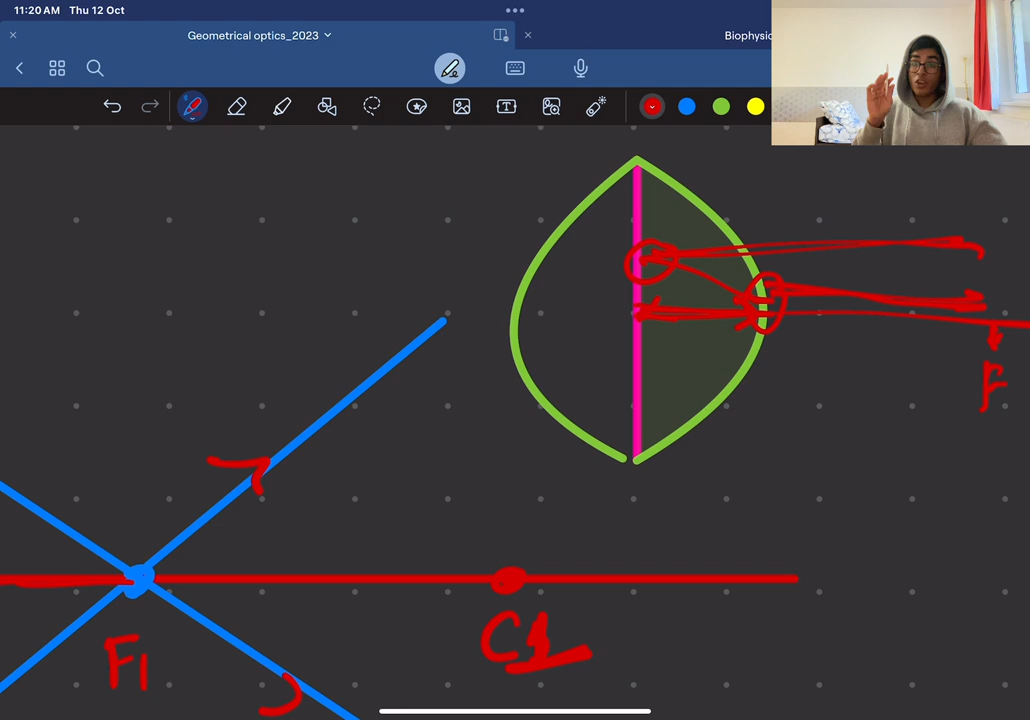 11:20 AM Thu 12 Oct
Geometrical optics_2023
Biophysic
F
C1
F1